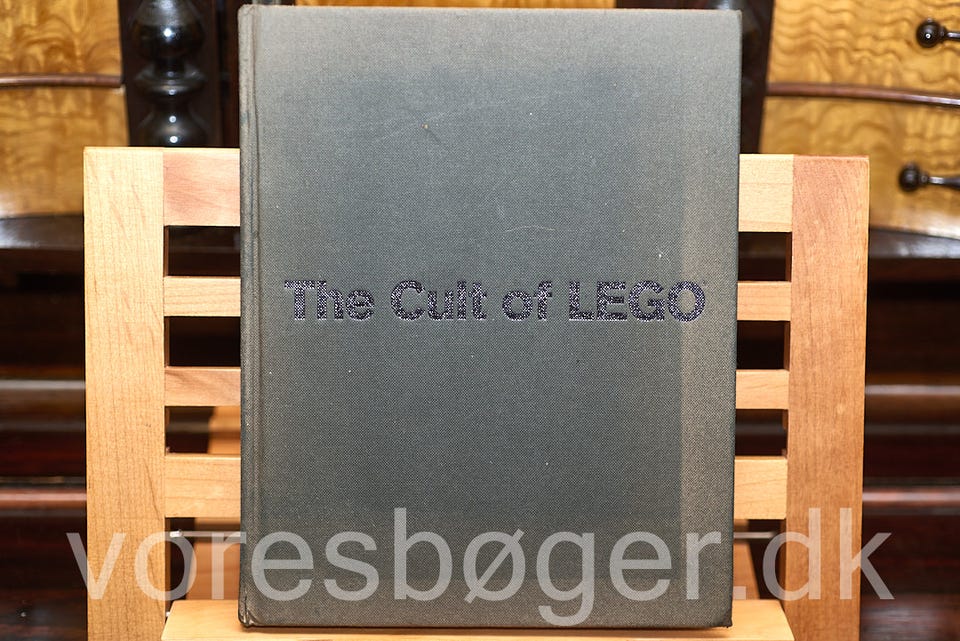 The Cult of LEGO
voresbøger.dk